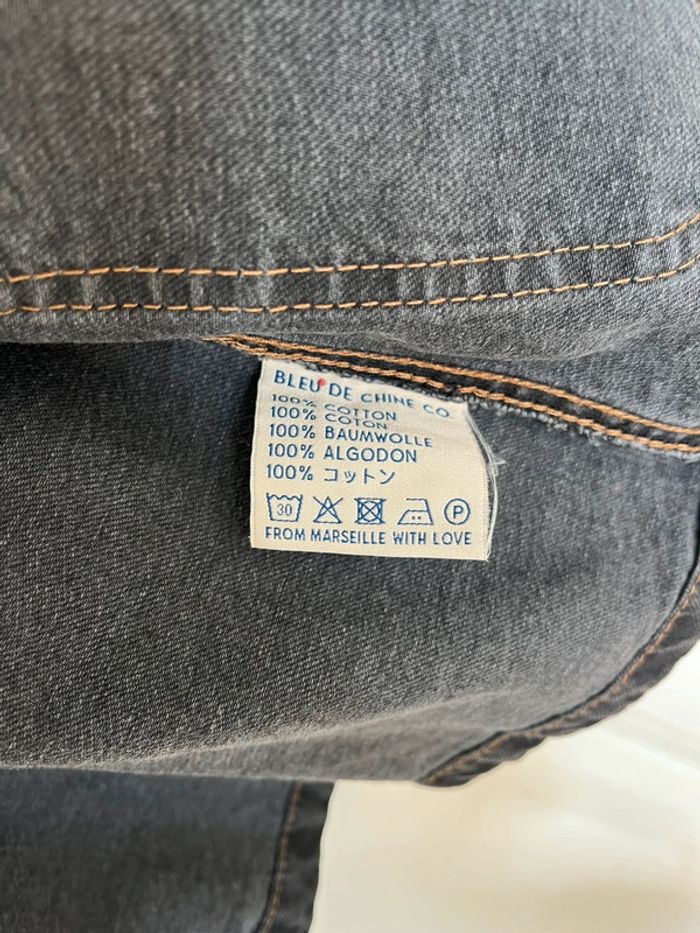 BLEU DE CHINE CO.
100% COTTON
100% COTON
100% BAUMWOLLE
100% ALGODON
100% コットン
30 P
FROM MARSEILLE WITH LOVE